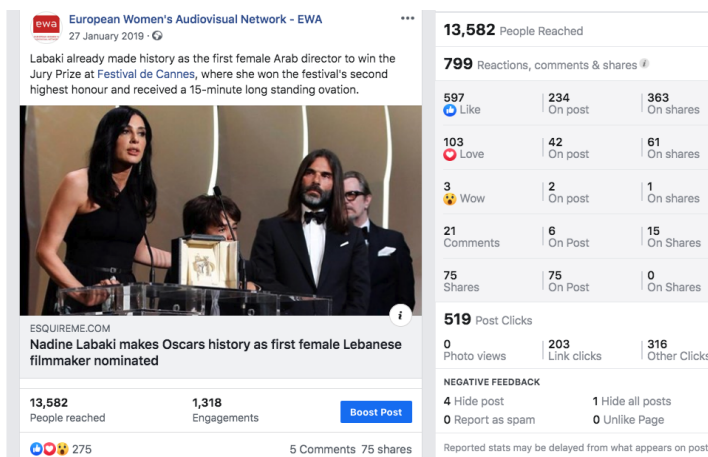 ewa
European Women's Audiovisual Network - EWA
27 January 2019 ·
Labaki already made history as the first female Arab director to win the
Jury Prize at Festival de Cannes, where she won the festival's second
highest honour and received a 15-minute long standing ovation.
ESQUIREME.COM
Nadine Labaki makes Oscars history as first female Lebanese
filmmaker nominated
13,582
People reached
1,318
Engagements
Boost Post
275
5 Comments 75 shares
13,582 People Reached
799 Reactions, comments & shares
597
Like
234
On post
363
On shares
103
Love
42
On post
61
On shares
3
Wow
2
On post
1
On shares
21
Comments
6
On Post
15
On Shares
75
Shares
75
On Post
0
On Shares
519 Post Clicks
0
Photo views
203
Link clicks
316
Other Clicks
NEGATIVE FEEDBACK
4 Hide post
1 Hide all posts
0 Report as spam
0 Unlike Page
Reported stats may be delayed from what appears on post